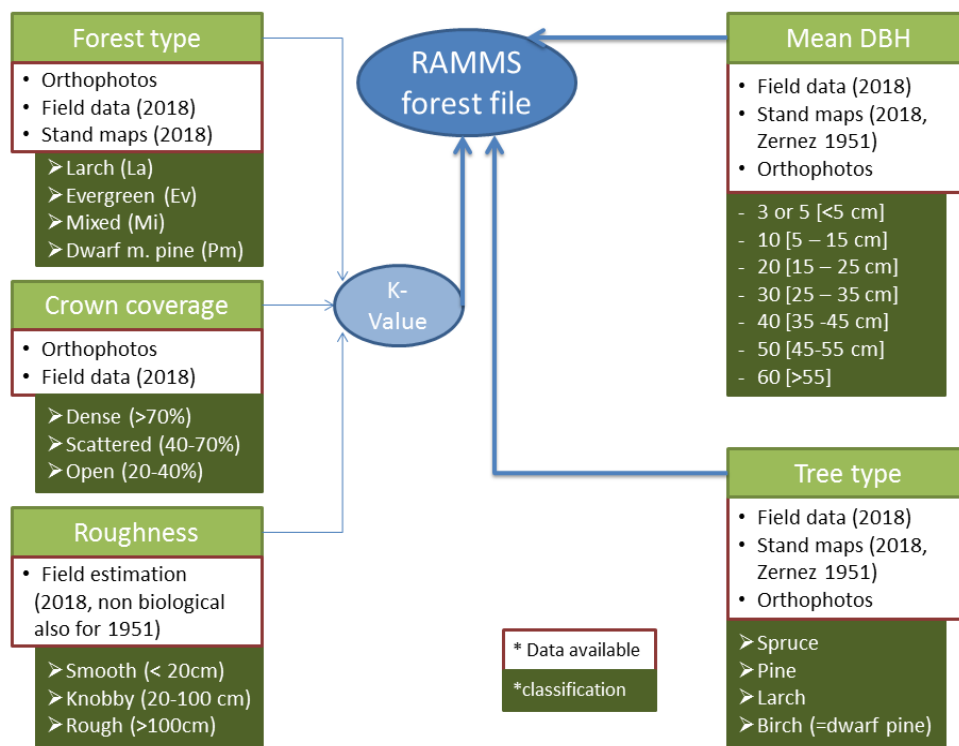 Forest type
• Orthophotos
• Field data (2018)
• Stand maps (2018)
➢ Larch (La)
➢ Evergreen (Ev)
➢ Mixed (Mi)
➢ Dwarf m. pine (Pm)
Crown coverage
• Orthophotos
• Field data (2018)
➢ Dense (>70%)
➢ Scattered (40-70%)
➢ Open (20-40%)
Roughness
• Field estimation
(2018, non biological
also for 1951)
➢ Smooth (< 20cm)
➢ Knobby (20-100 cm)
➢ Rough (>100cm)
RAMMS
forest file
K-
Value
* Data available
*classification
Mean DBH
• Field data (2018)
• Stand maps (2018,
Zernez 1951)
• Orthophotos
- 3 or 5 [<5 cm]
- 10 [5 – 15 cm]
- 20 [15 – 25 cm]
- 30 [25 – 35 cm]
- 40 [35 -45 cm]
- 50 [45-55 cm]
- 60 [>55]
Tree type
• Field data (2018)
• Stand maps (2018,
Zernez 1951)
• Orthophotos
➢ Spruce
➢ Pine
➢ Larch
➢ Birch (=dwarf pine)